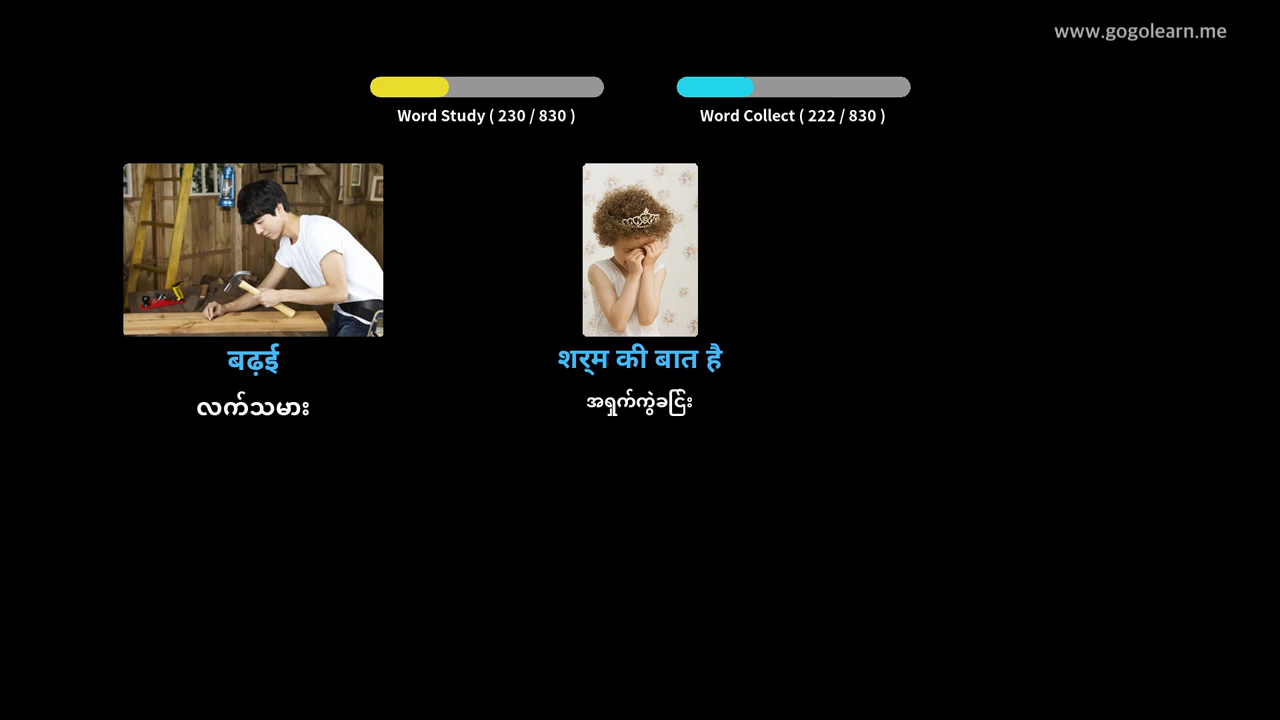 www.gogolearn.me
Word Study ( 230 / 830 )
Word Collect ( 222 / 830 )
बढ़ई
शर्म की बात है
လက်သမား
အရှက်ကွဲခြင်း